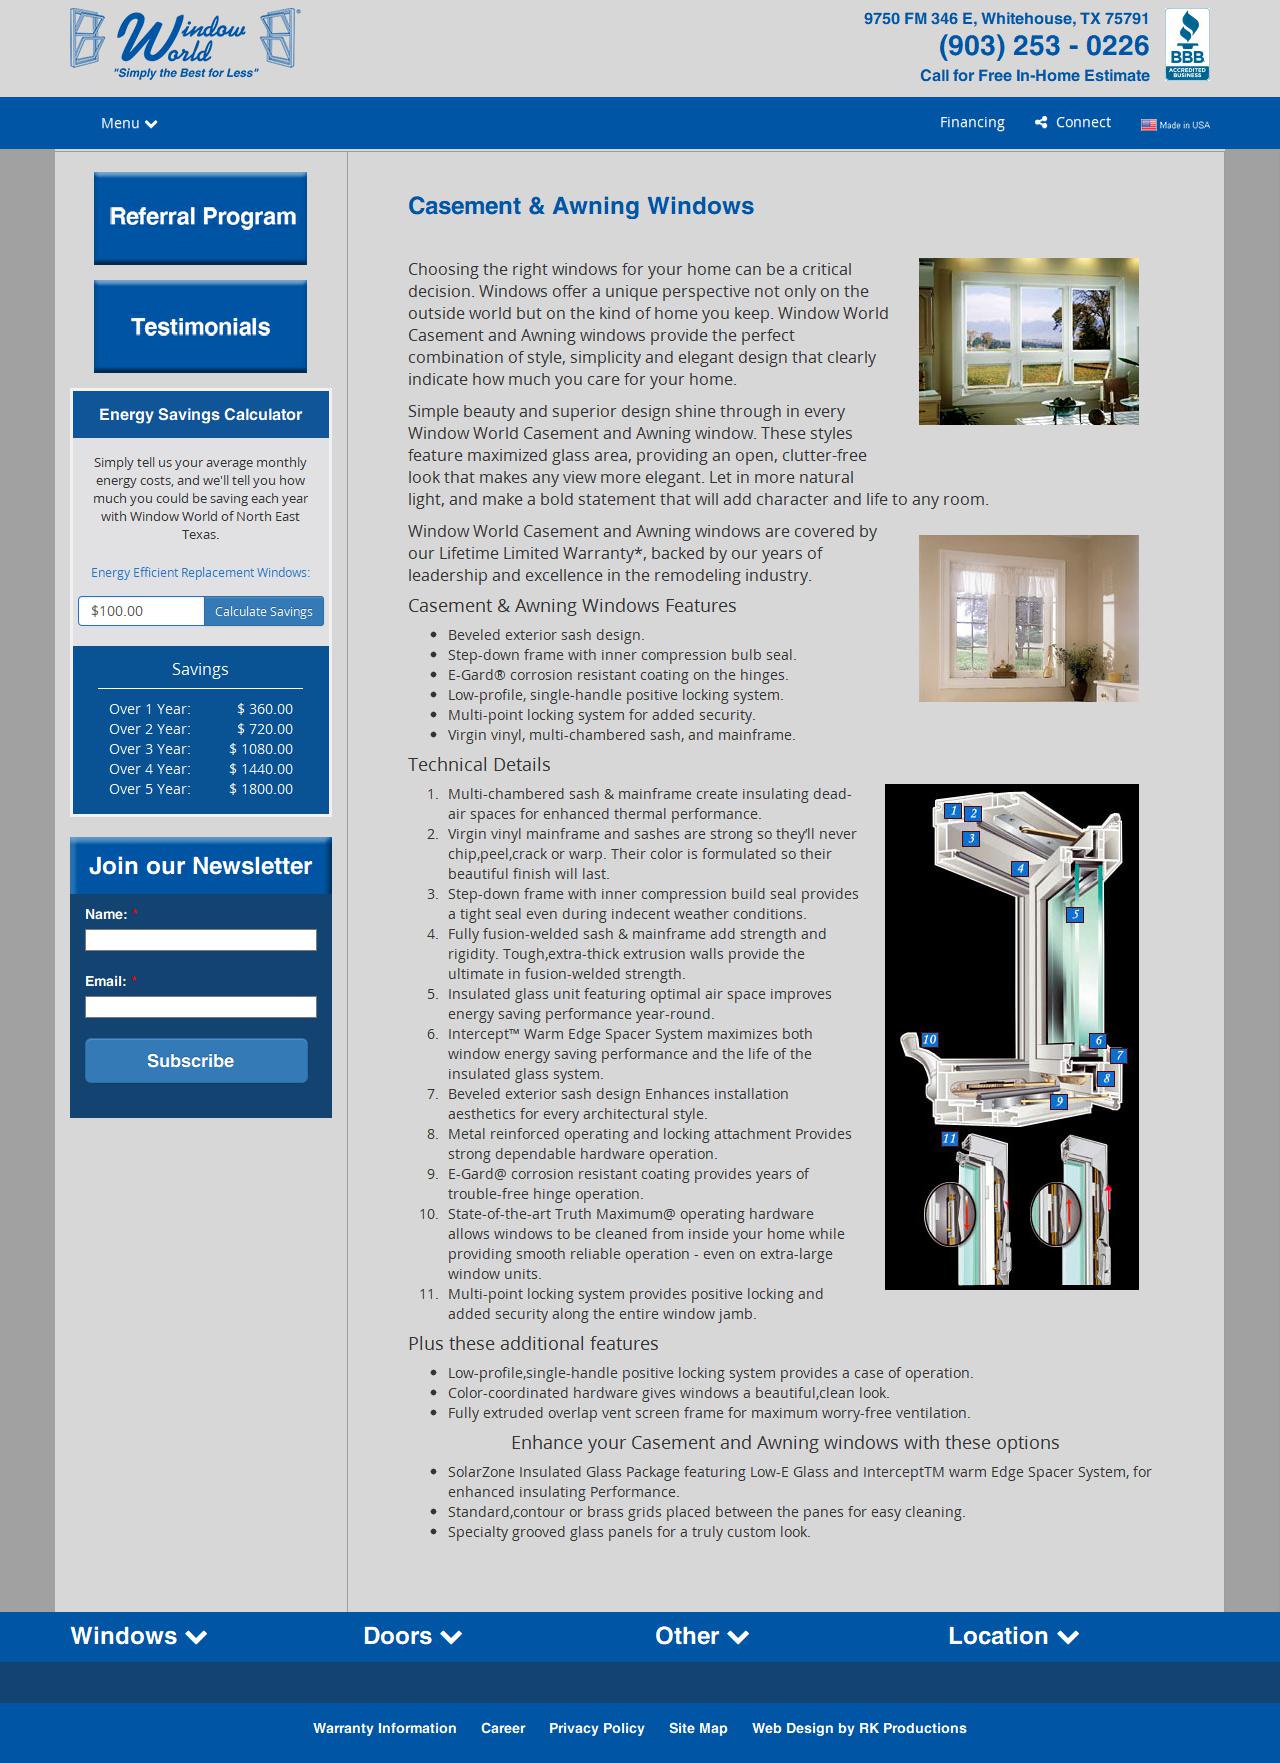 Window World
"Simply the Best for Less"
9750 FM 346 E, Whitehouse, TX 75791
(903) 253 - 0226
Call for Free In-Home Estimate
BBB
ACCREDITED
BUSINESS
Menu
Financing
Connect
Made in USA
Referral Program
Testimonials
Energy Savings Calculator
Simply tell us your average monthly
energy costs, and we'll tell you how
much you could be saving each year
with Window World of North East
Texas.
Energy Efficient Replacement Windows:
$100.00 Calculate Savings
Savings
Over 1 Year: $ 360.00
Over 2 Year: $ 720.00
Over 3 Year: $ 1080.00
Over 4 Year: $ 1440.00
Over 5 Year: $ 1800.00
Join our Newsletter
Name: *
Email: *
Subscribe
Casement & Awning Windows
Choosing the right windows for your home can be a critical
decision. Windows offer a unique perspective not only on the
outside world but on the kind of home you keep. Window World
Casement and Awning windows provide the perfect
combination of style, simplicity and elegant design that clearly
indicate how much you care for your home.
Simple beauty and superior design shine through in every
Window World Casement and Awning window. These styles
feature maximized glass area, providing an open, clutter-free
look that makes any view more elegant. Let in more natural
light, and make a bold statement that will add character and life to any room.
Window World Casement and Awning windows are covered by
our Lifetime Limited Warranty*, backed by our years of
leadership and excellence in the remodeling industry.
Casement & Awning Windows Features
• Beveled exterior sash design.
• Step-down frame with inner compression bulb seal.
• E-Gard® corrosion resistant coating on the hinges.
• Low-profile, single-handle positive locking system.
• Multi-point locking system for added security.
• Virgin vinyl, multi-chambered sash, and mainframe.
Technical Details
1. Multi-chambered sash & mainframe create insulating dead-
air spaces for enhanced thermal performance.
2. Virgin vinyl mainframe and sashes are strong so they'll never
chip,peel,crack or warp. Their color is formulated so their
beautiful finish will last.
3. Step-down frame with inner compression build seal provides
a tight seal even during indecent weather conditions.
4. Fully fusion-welded sash & mainframe add strength and
rigidity. Tough,extra-thick extrusion walls provide the
ultimate in fusion-welded strength.
5. Insulated glass unit featuring optimal air space improves
energy saving performance year-round.
6. Intercept™ Warm Edge Spacer System maximizes both
window energy saving performance and the life of the
insulated glass system.
7. Beveled exterior sash design Enhances installation
aesthetics for every architectural style.
8. Metal reinforced operating and locking attachment Provides
strong dependable hardware operation.
9. E-Gard@ corrosion resistant coating provides years of
trouble-free hinge operation.
10. State-of-the-art Truth Maximum@ operating hardware
allows windows to be cleaned from inside your home while
providing smooth reliable operation - even on extra-large
window units.
11. Multi-point locking system provides positive locking and
added security along the entire window jamb.
1 2
3
4
5
6
7
8
9
10
11
Plus these additional features
• Low-profile,single-handle positive locking system provides a case of operation.
• Color-coordinated hardware gives windows a beautiful,clean look.
• Fully extruded overlap vent screen frame for maximum worry-free ventilation.
Enhance your Casement and Awning windows with these options
• SolarZone Insulated Glass Package featuring Low-E Glass and InterceptTM warm Edge Spacer System, for
enhanced insulating Performance.
• Standard,contour or brass grids placed between the panes for easy cleaning.
• Specialty grooved glass panels for a truly custom look.
Windows Doors Other Location
Warranty Information Career Privacy Policy Site Map Web Design by RK Productions